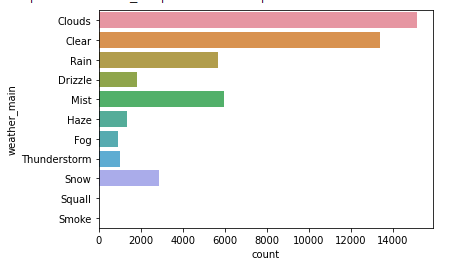 Clouds
Clear
Rain
Drizzle
Mist
Haze
Fog
Thunderstorm
Snow
Squall
Smoke
weather_main
0 2000 4000 6000 8000 10000 12000 14000
count